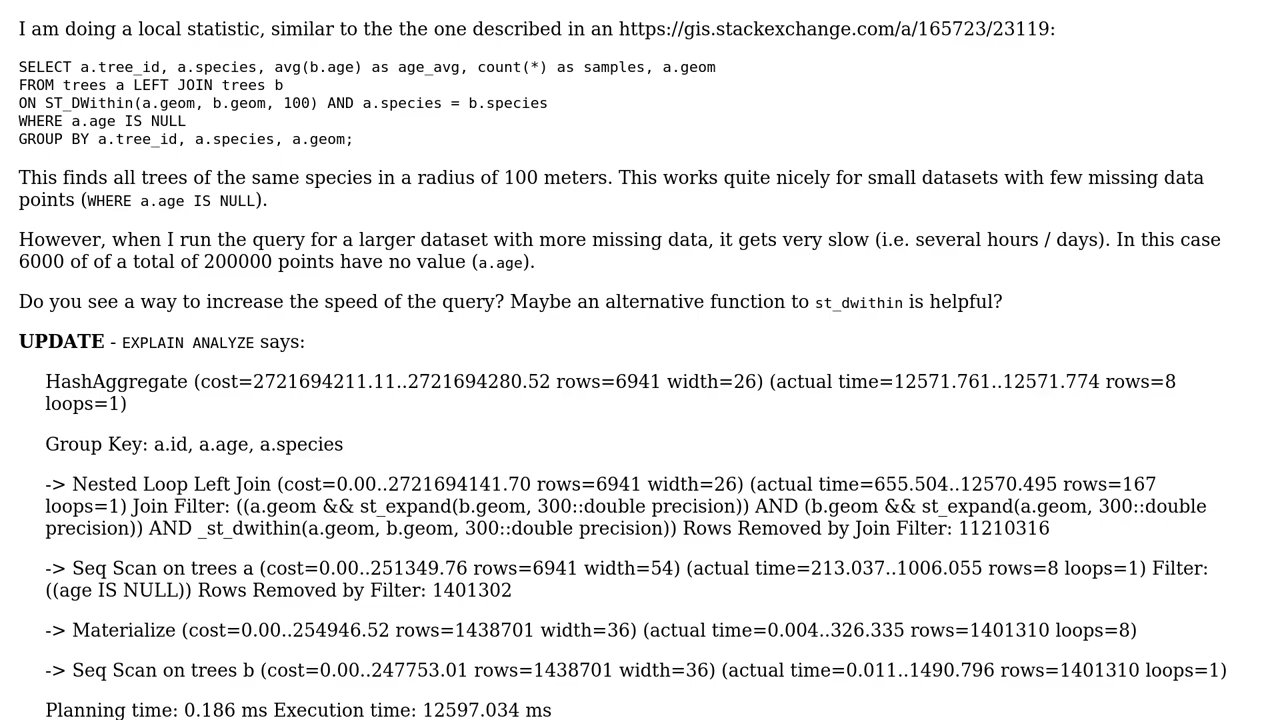 I am doing a local statistic, similar to the the one described in an https://gis.stackexchange.com/a/165723/23119:
SELECT a.tree_id, a.species, avg(b.age) as age_avg, count(*) as samples, a.geom
FROM trees a LEFT JOIN trees b
ON ST_DWithin(a.geom, b.geom, 100) AND a.species = b.species
WHERE a.age IS NULL
GROUP BY a.tree_id, a.species, a.geom;
This finds all trees of the same species in a radius of 100 meters. This works quite nicely for small datasets with few missing data
points (WHERE a.age IS NULL).
However, when I run the query for a larger dataset with more missing data, it gets very slow (i.e. several hours / days). In this case
6000 of of a total of 200000 points have no value (a.age).
Do you see a way to increase the speed of the query? Maybe an alternative function to st_dwithin is helpful?
UPDATE - EXPLAIN ANALYZE says:
HashAggregate (cost=2721694211.11..2721694280.52 rows=6941 width=26) (actual time=12571.761..12571.774 rows=8
loops=1)
Group Key: a.id, a.age, a.species
-> Nested Loop Left Join (cost=0.00..2721694141.70 rows=6941 width=26) (actual time=655.504..12570.495 rows=167
loops=1) Join Filter: ((a.geom && st_expand(b.geom, 300::double precision)) AND (b.geom && st_expand(a.geom, 300::double
precision)) AND _st_dwithin(a.geom, b.geom, 300::double precision)) Rows Removed by Join Filter: 11210316
-> Seq Scan on trees a (cost=0.00..251349.76 rows=6941 width=54) (actual time=213.037..1006.055 rows=8 loops=1) Filter:
((age IS NULL)) Rows Removed by Filter: 1401302
-> Materialize (cost=0.00..254946.52 rows=1438701 width=36) (actual time=0.004..326.335 rows=1401310 loops=8)
-> Seq Scan on trees b (cost=0.00..247753.01 rows=1438701 width=36) (actual time=0.011..1490.796 rows=1401310 loops=1)
Planning time: 0.186 ms Execution time: 12597.034 ms